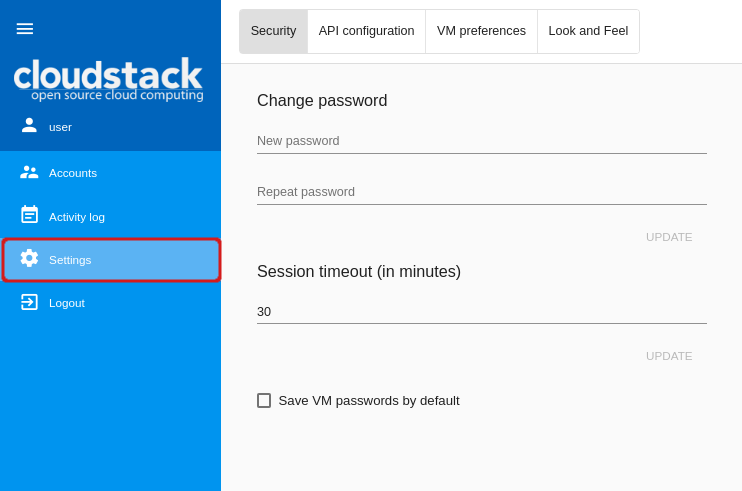 Security API configuration VM preferences Look and Feel
cloudstack
open source cloud computing
user
Accounts
Activity log
Settings
Logout
Change password
New password
Repeat password
UPDATE
Session timeout (in minutes)
30
UPDATE
Save VM passwords by default